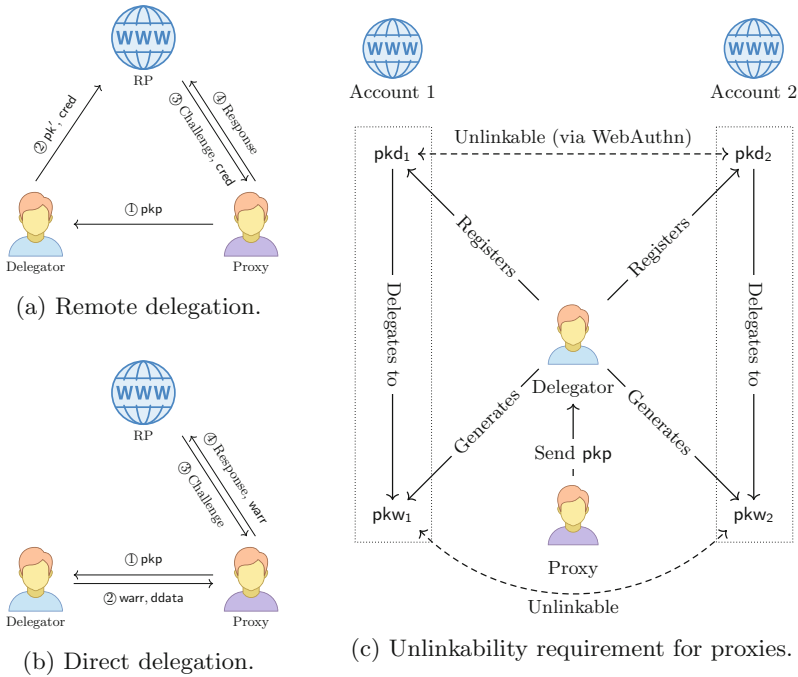 WWW
RP
② pk′, cred
④ Response
③ Challenge, cred
① pkp
Delegator
Proxy
(a) Remote delegation.
WWW
RP
④ Response, warr
③ Challenge
① pkp
② warr, ddata
Delegator
Proxy
(b) Direct delegation.
WWW
WWW
Account 1
Account 2
Unlinkable (via WebAuthn)
pkd₁
pkd₂
Registers
Registers
Delegates to
Delegates to
Delegator
Generates
Generates
Send pkp
pkw₁
pkw₂
Proxy
Unlinkable
(c) Unlinkability requirement for proxies.